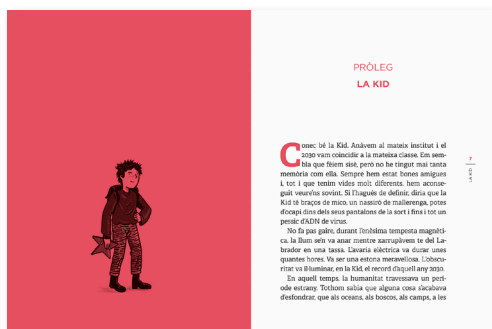 PRÒLEG
LA KID
Conec bé la Kid. Anàvem al mateix institut i el
2030 vam coincidir a la mateixa classe. Em sem-
bla que fèiem sisè, però no he tingut mai tanta
memòria com ella. Sempre hem estat bones amigues
i, tot i que tenim vides molt diferents, hem aconse-
guit veure'ns sovint. Si l'hagués de definir, diria que la
Kid té braços de mico, un nassiró de mallerenga, potes
d'ocapi dins dels seus pantalons de la sort i fins i tot un
pessic d'ADN de virus.
No fa pas gaire, durant l'enèsima tempesta magnèti-
ca, la llum se'n va anar mentre xarrupàvem te del La-
brador en una tassa. L'avaria elèctrica va durar unes
quantes hores. Va ser una estona meravellosa. L'obscu-
ritat va il·luminar, en la Kid, el record d'aquell any 2030.
En aquell temps, la humanitat travessava un perí-
ode estrany. Tothom sabia que alguna cosa s'acabava
d'esfondrar, que als oceans, als boscos, als camps, a les
7
LA KID